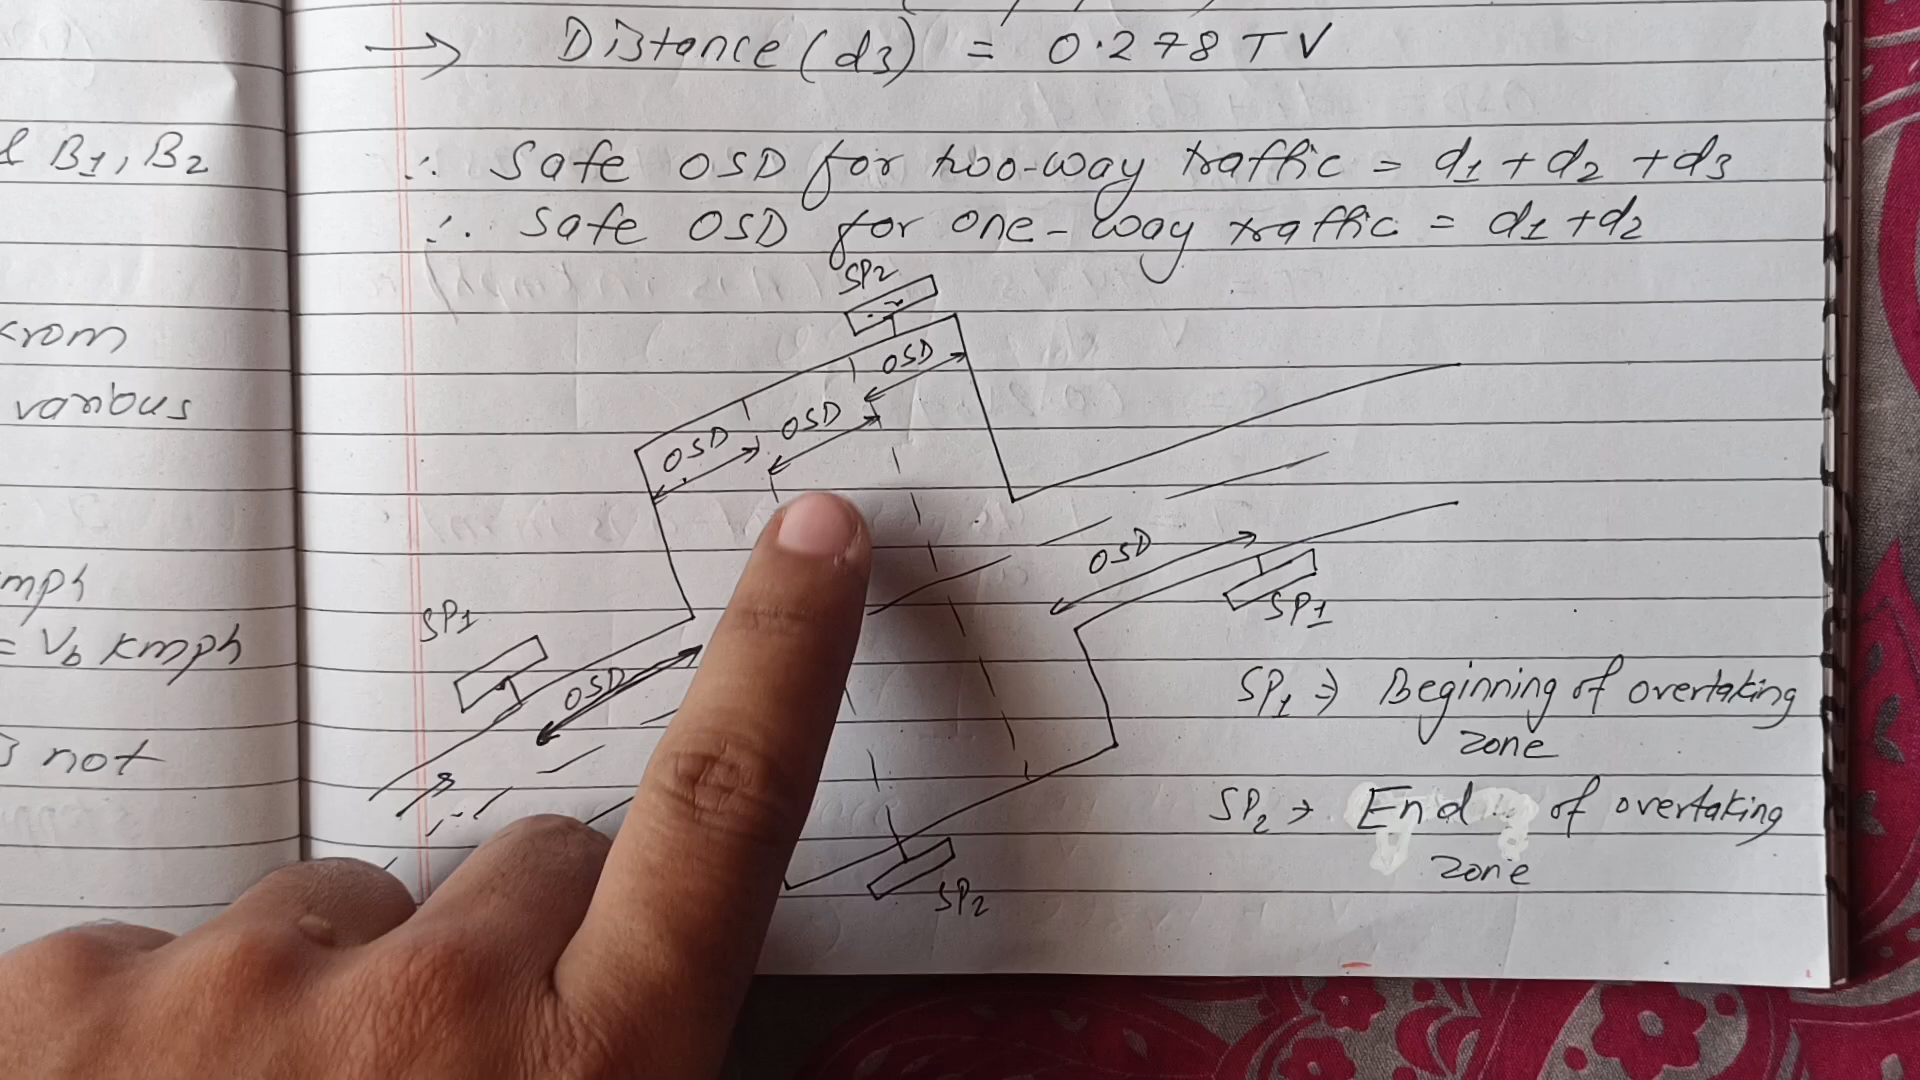 → Distance (d3) = 0.278 TV
& B1, B2
∴ Safe OSD for two-way traffic = d1 + d2 + d3
∴ Safe OSD for one-way traffic = d1 + d2
SP2
OSD
OSD
OSD
various
OSD
mph
SP1
SP1
= Vb kmph
OSD
SP1 ⇒ Beginning of overtaking
zone
not
SP2 → End of overtaking
zone
SP2